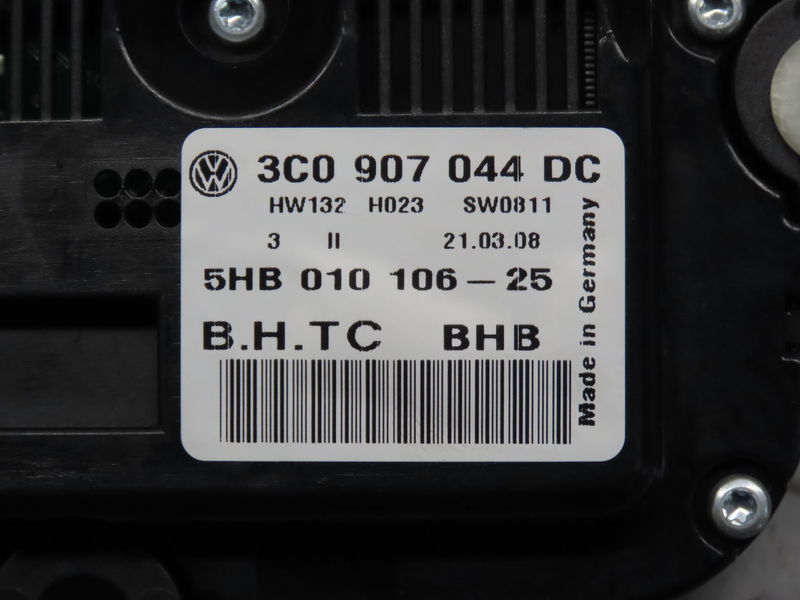 3C0 907 044 DC
HW132 H023 SW0811
3 II 21.03.08
5HB 010 106-25
B.H.TC BHB
Made in Germany